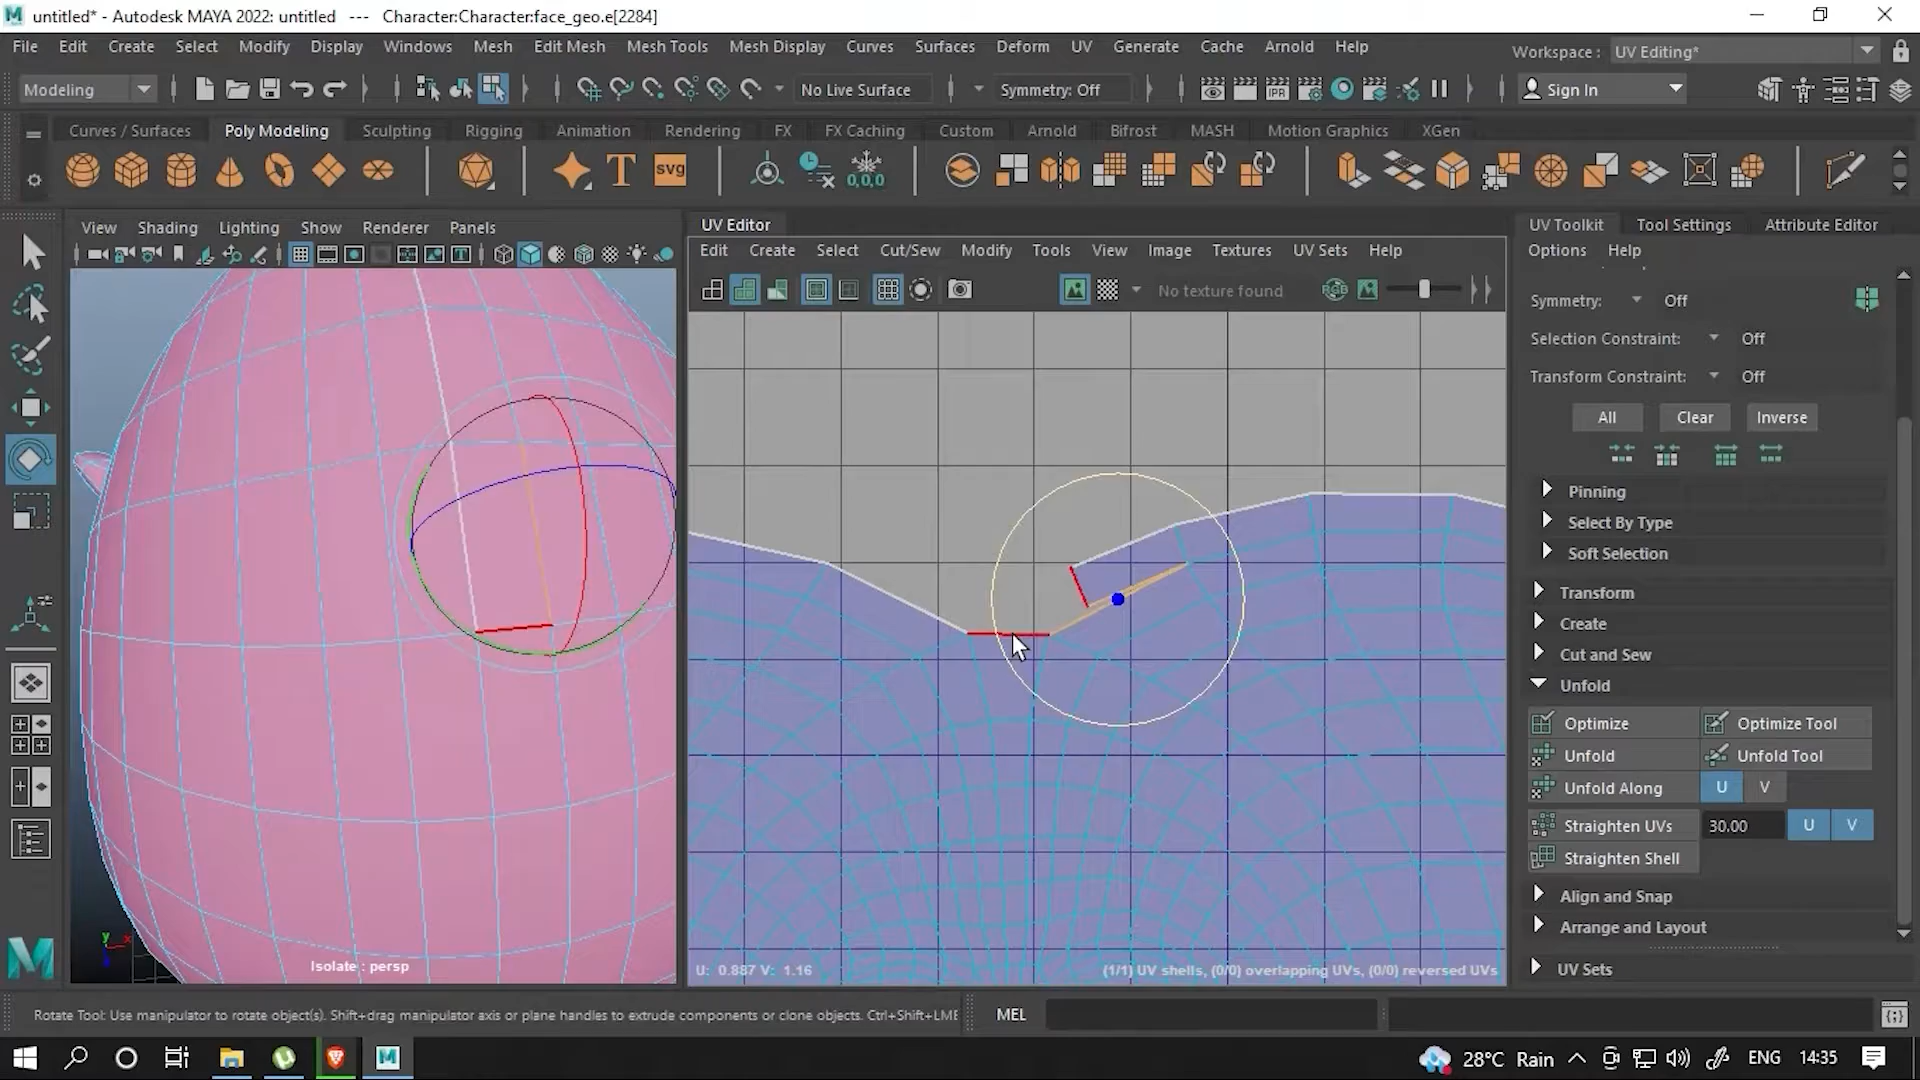 untitled* - Autodesk MAYA 2022: untitled --- Character:Character:face_geo.e[2284]
File Edit Create Select Modify Display Windows Mesh Edit Mesh Mesh Tools Mesh Display Curves Surfaces Deform UV Generate Cache Arnold Help
Workspace : UV Editing*
Modeling No Live Surface Symmetry: Off IPR Sign In
Curves / Surfaces Poly Modeling Sculpting Rigging Animation Rendering FX FX Caching Custom Arnold Bifrost MASH Motion Graphics XGen
T SVG 0,0,0
View Shading Lighting Show Renderer Panels
UV Editor
Edit Create Select Cut/Sew Modify Tools View Image Textures UV Sets Help
No texture found RGB
UV Toolkit Tool Settings Attribute Editor
Options Help
Symmetry: Off
Selection Constraint: Off
Transform Constraint: Off
All Clear Inverse
Pinning
Select By Type
Soft Selection
Transform
Create
Cut and Sew
Unfold
Optimize Optimize Tool
Unfold Unfold Tool
Unfold Along U V
Straighten UVs 30.00 U V
Straighten Shell
Align and Snap
Arrange and Layout
UV Sets
y x
Isolate : persp
U: 0.887 V: 1.16
(1/1) UV shells, (0/0) overlapping UVs, (0/0) reversed UVs
Rotate Tool: Use manipulator to rotate object(s). Shift+drag manipulator axis or plane handles to extrude components or clone objects. Ctrl+Shift+LME
MEL
28°C Rain ENG 14:35